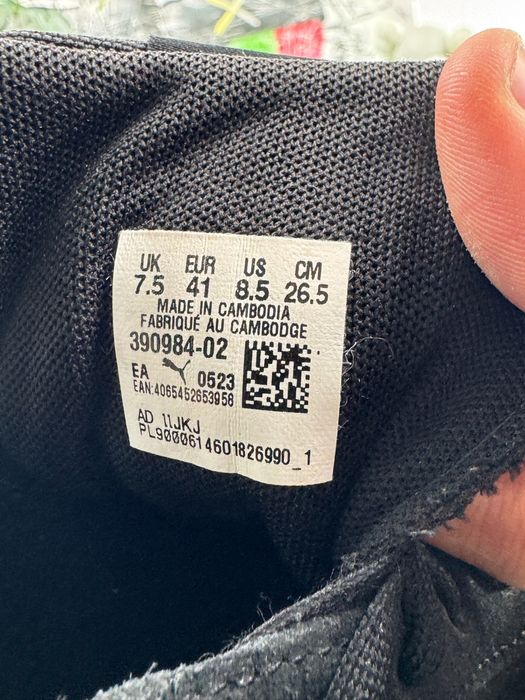 UK EUR US CM
7.5 41 8.5 26.5
MADE IN CAMBODIA
FABRIQUÉ AU CAMBODGE
390984-02
EA 0523
EAN:4065452653958
AD 11JKJ
PL9000614601826990_1